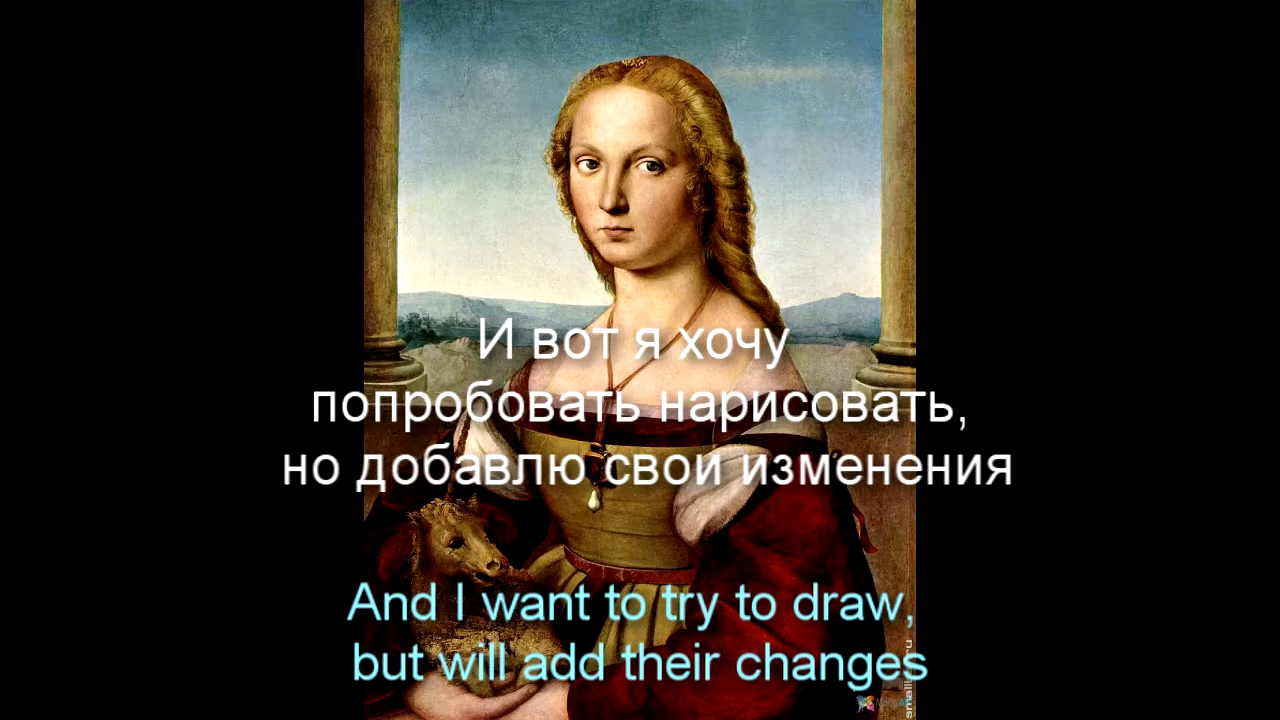 И вот я хочу
попробовать нарисовать,
но добавлю свои изменения
And I want to try to draw,
but will add their changes